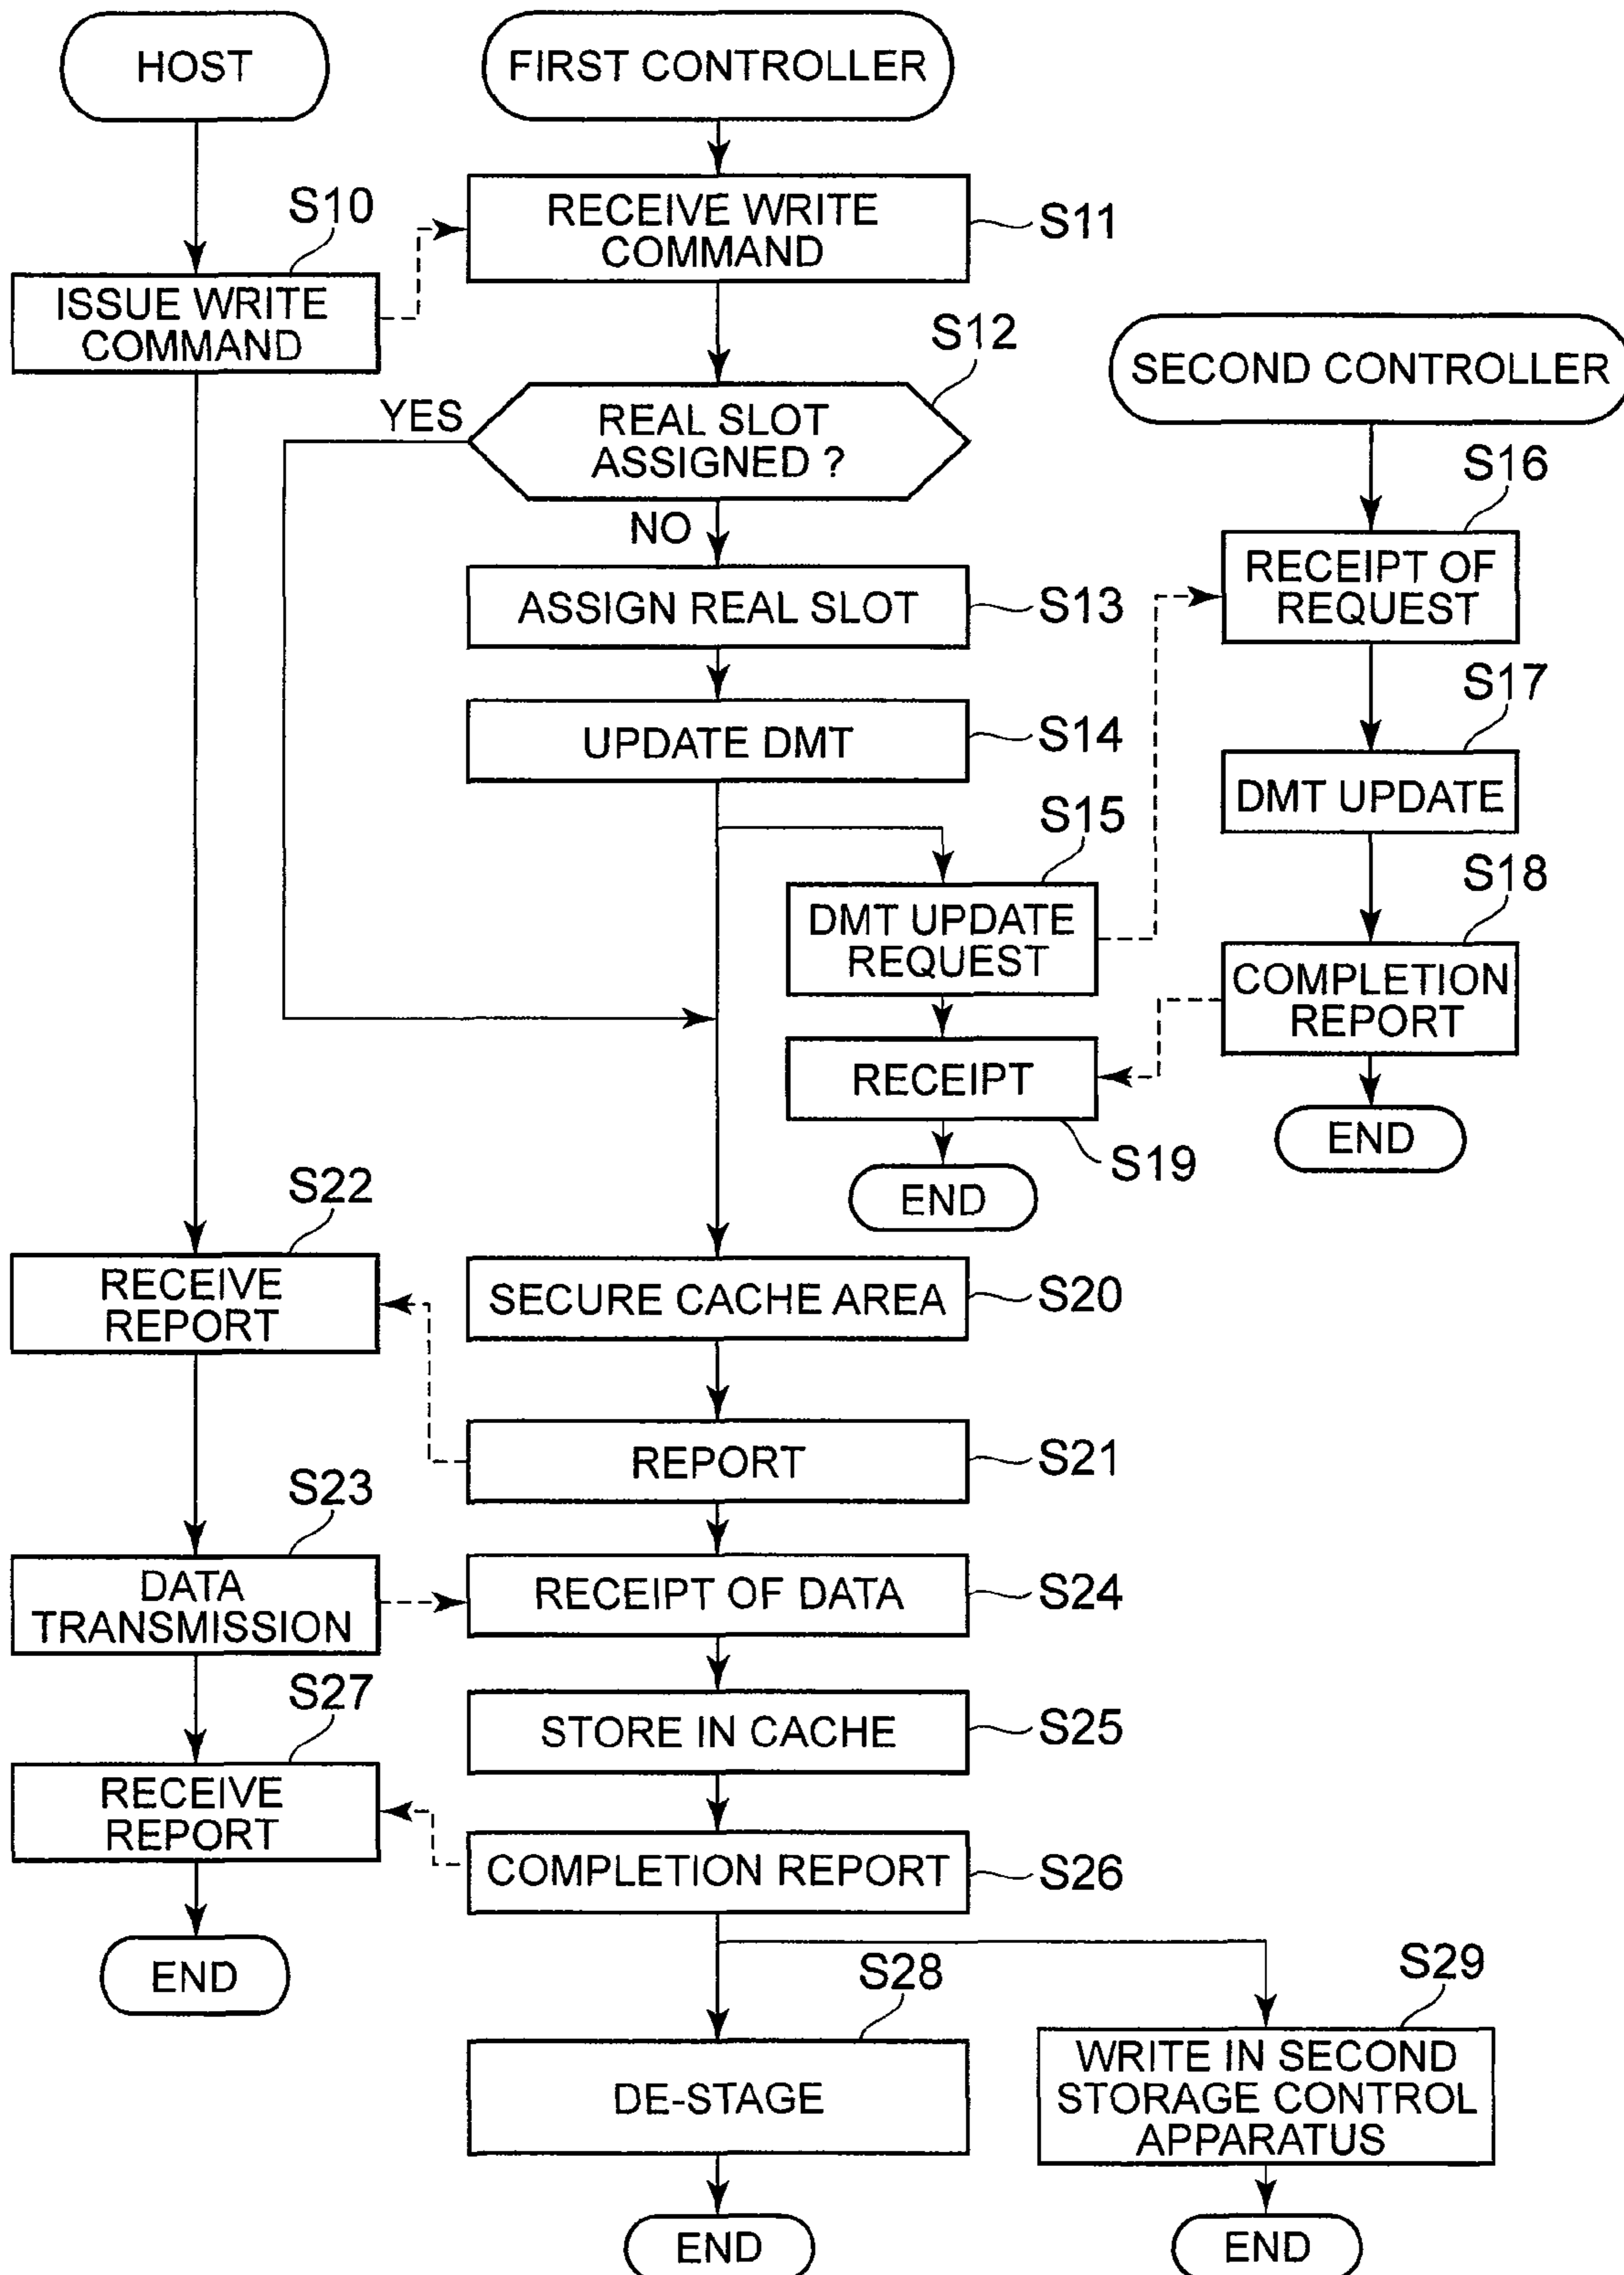 HOST
FIRST CONTROLLER
S10
RECEIVE WRITE
COMMAND
S11
ISSUE WRITE
COMMAND
S12
SECOND CONTROLLER
YES
REAL SLOT
ASSIGNED ?
NO
S16
RECEIPT OF
REQUEST
ASSIGN REAL SLOT
S13
S17
UPDATE DMT
S14
DMT UPDATE
S15
S18
DMT UPDATE
REQUEST
COMPLETION
REPORT
RECEIPT
END
S19
END
S22
RECEIVE
REPORT
SECURE CACHE AREA
S20
REPORT
S21
S23
DATA
TRANSMISSION
RECEIPT OF DATA
S24
S27
STORE IN CACHE
S25
RECEIVE
REPORT
COMPLETION REPORT
S26
END
S28
S29
DE-STAGE
WRITE IN SECOND
STORAGE CONTROL
APPARATUS
END
END